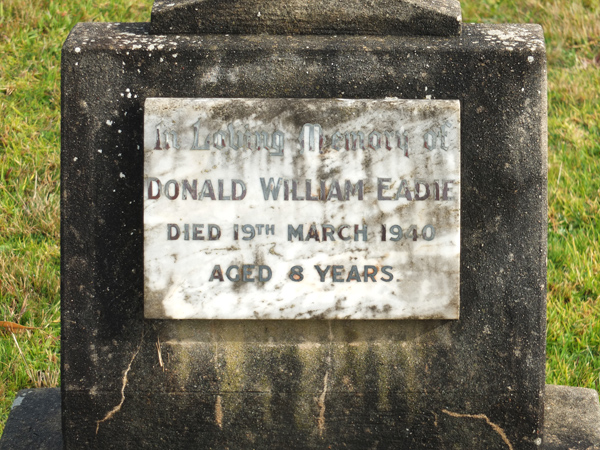 In Loving Memory of
DONALD WILLIAM EADIE
DIED 19TH MARCH 1940
AGED 8 YEARS.